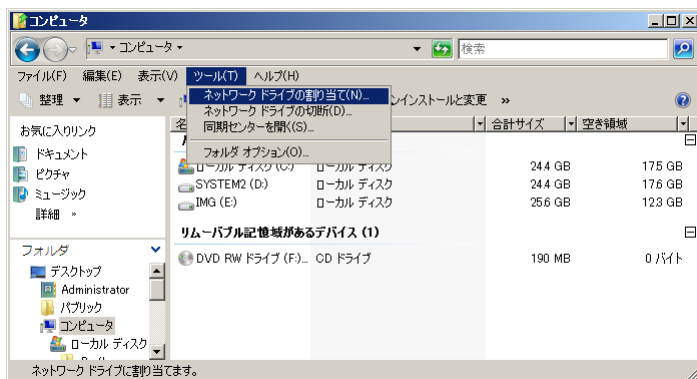 コンピュータ
コンピュータ
検索
ファイル(F) 編集(E) 表示(V) ツール(T) ヘルプ(H)
整理 表示 ンインストールと変更 »
ネットワーク ドライブの割り当て(N)...
ネットワーク ドライブの切断(D)...
同期センターを開く(S)...
フォルダ オプション(O)...
お気に入りリンク
ドキュメント
ピクチャ
ミュージック
詳細 »
フォルダ
デスクトップ
Administrator
パブリック
コンピュータ
ローカル ディスク
名 合計サイズ 空き領域
ローカル ディスク (C:) ローカル ディスク 24.4 GB 17.5 GB
SYSTEM2 (D:) ローカル ディスク 24.4 GB 17.6 GB
IMG (E:) ローカル ディスク 25.6 GB 12.3 GB
リムーバブル記憶域があるデバイス (1)
DVD RW ドライブ (F:)... CD ドライブ 190 MB 0 バイト
ネットワーク ドライブに割り当てます。